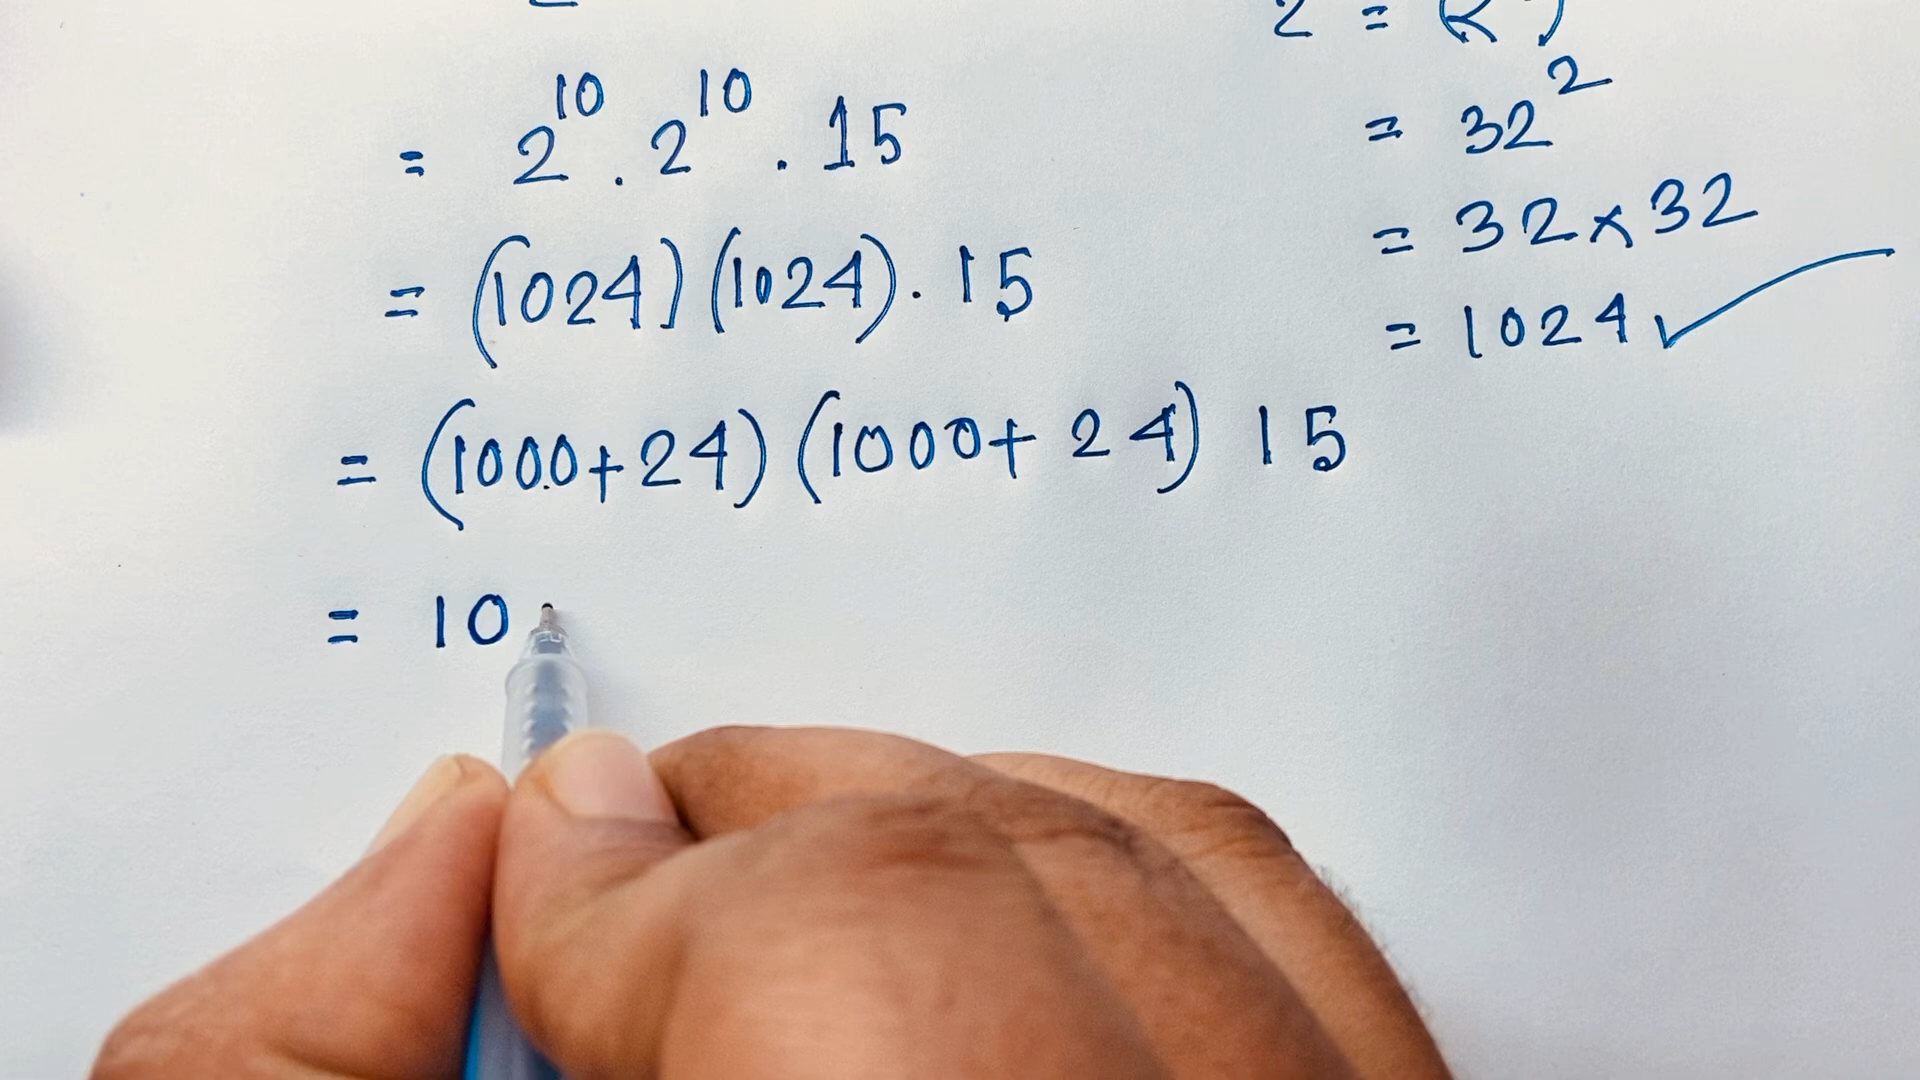 = 2^10 . 2^10 . 15
= (1024) (1024) . 15
= (1000+24) (1000+ 24) 15
= 10
= 32^2
= 32 × 32
= 1024 ✓